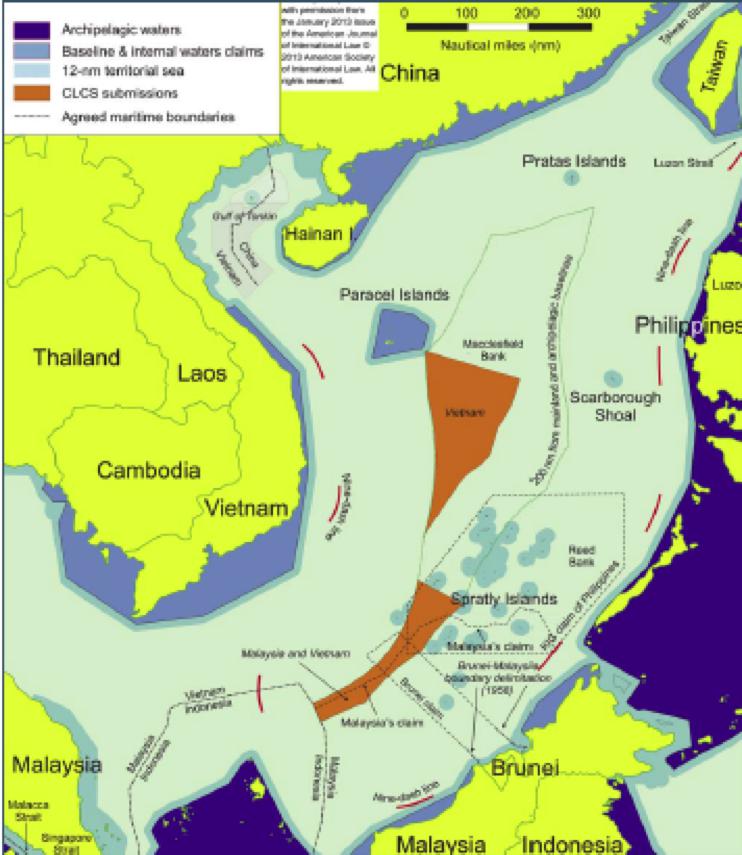 Archipelagic waters
Baseline & internal waters claims
12-nm territorial sea
CLCS submissions
Agreed maritime boundaries
with permission from
the January 2013 issue
of the American Journal
of International Law ©
2013 American Society
of International Law. All
rights reserved.
0 100 200 300
Nautical miles (nm)
China
Taiwan Strait
Taiwan
Pratas Islands
Luzon Strait
Gulf of Tonkin
China
Vietnam
Hainan I.
Nine-dash line
Luzo
Paracel Islands
Philippines
Macclesfield
Bank
200 nm from mainland and archipelagic baselines
Thailand
Laos
Scarborough
Shoal
Vietnam
Cambodia
Vietnam
Nine-dash line
Reed
Bank
Spratly Islands
KIG claim of Philippines
Malaysia's claim
Malaysia and Vietnam
Brunei-Malaysia
boundary delimitation
(1958)
Brunei claim
Vietnam
Indonesia
Malaysia's claim
Malaysia
Indonesia
Malaysia
Indonesia
Malaysia
Brunei
Nine-dash line
Malacca
Strait
Singapore
Strait
Malaysia
Indonesia